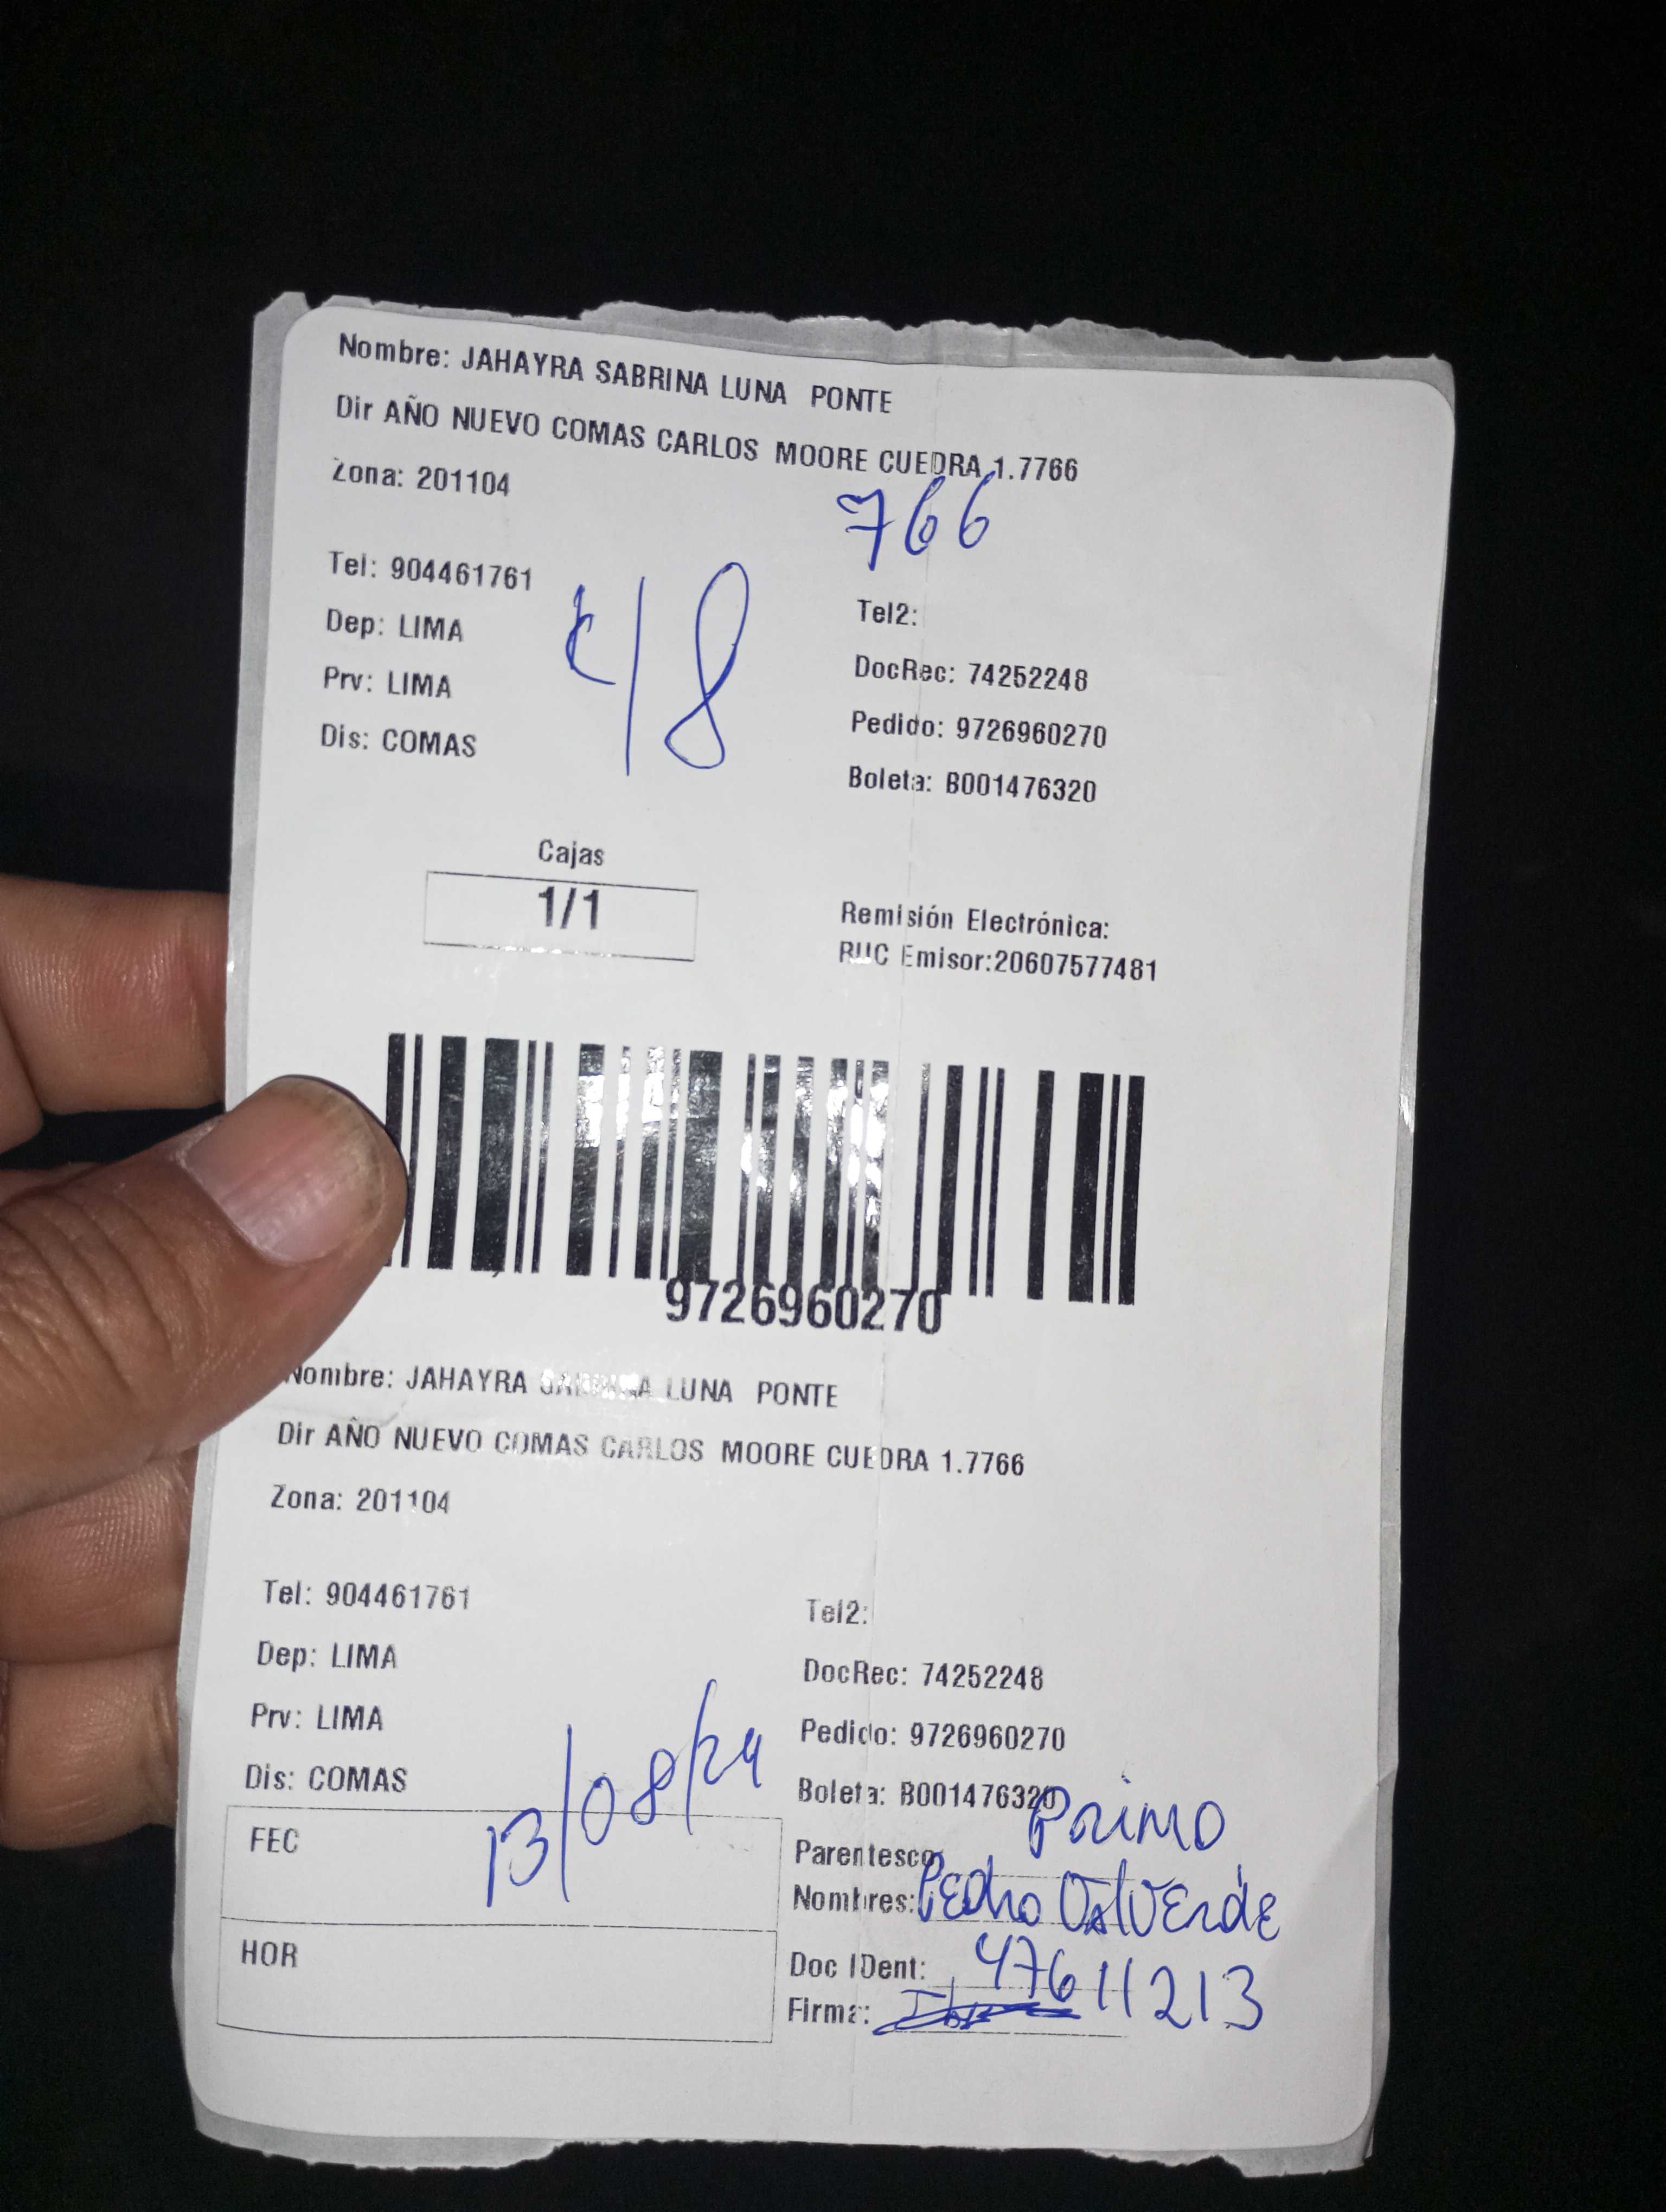 Nombre: JAHAYRA SABRINA LUNA PONTE
Dir AÑO NUEVO COMAS CARLOS MOORE CUEDRA 1.7766
766
Zona: 201104
Tel: 904461761
Tel2:
Dep: LIMA
DocRec: 74252248
Prv: LIMA
Pedido: 9726960270
Dis: COMAS
Boleta: B001476320
Cajas
1/1
Remisión Electrónica:
RUC Emisor:20607577481
9726960270
Nombre: JAHAYRA SABRINA LUNA PONTE
Dir AÑO NUEVO COMAS CARLOS MOORE CUEDRA 1.7766
Zona: 201104
Tel: 904461761
Tel2:
Dep: LIMA
DocRec: 74252248
Prv: LIMA
Pedido: 9726960270
Dis: COMAS
Boleta: B001476320
FEC 13/08/24
Parentesco: Primo
Nombres: Pedro Valverde
HOR
Doc IDent: 47611213
Firma: